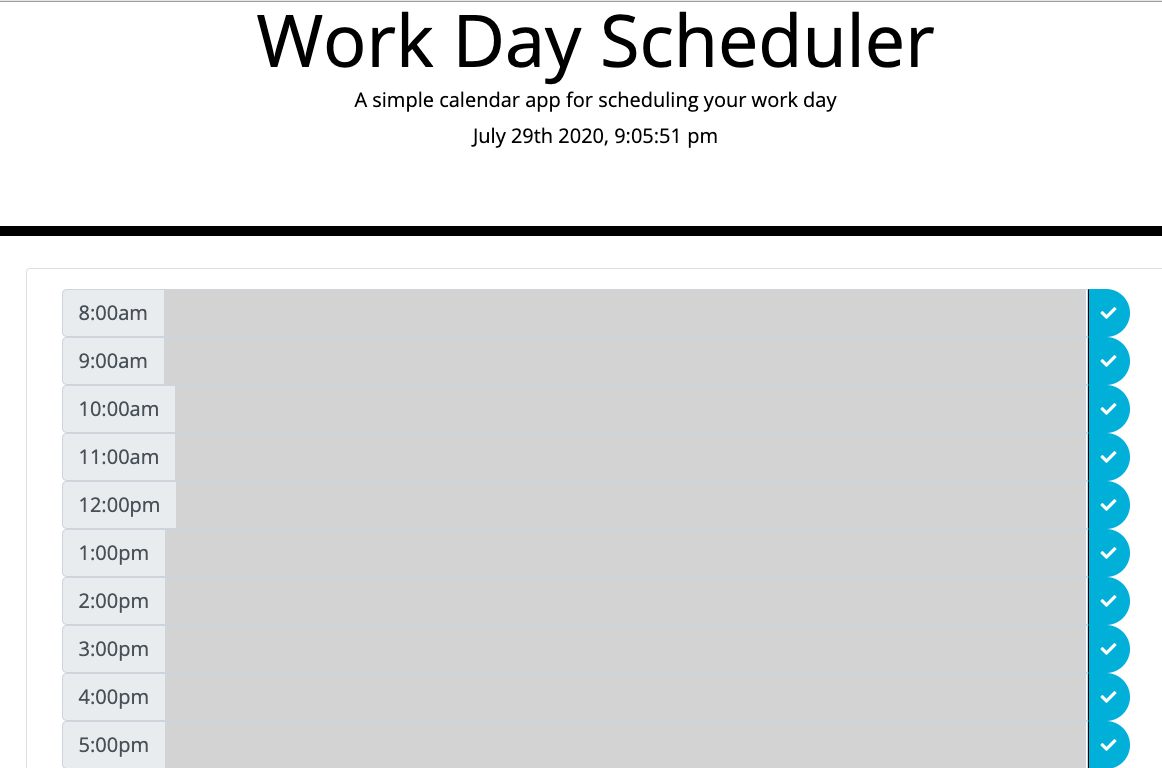 Work Day Scheduler
A simple calendar app for scheduling your work day
July 29th 2020, 9:05:51 pm
8:00am
9:00am
10:00am
11:00am
12:00pm
1:00pm
2:00pm
3:00pm
4:00pm
5:00pm